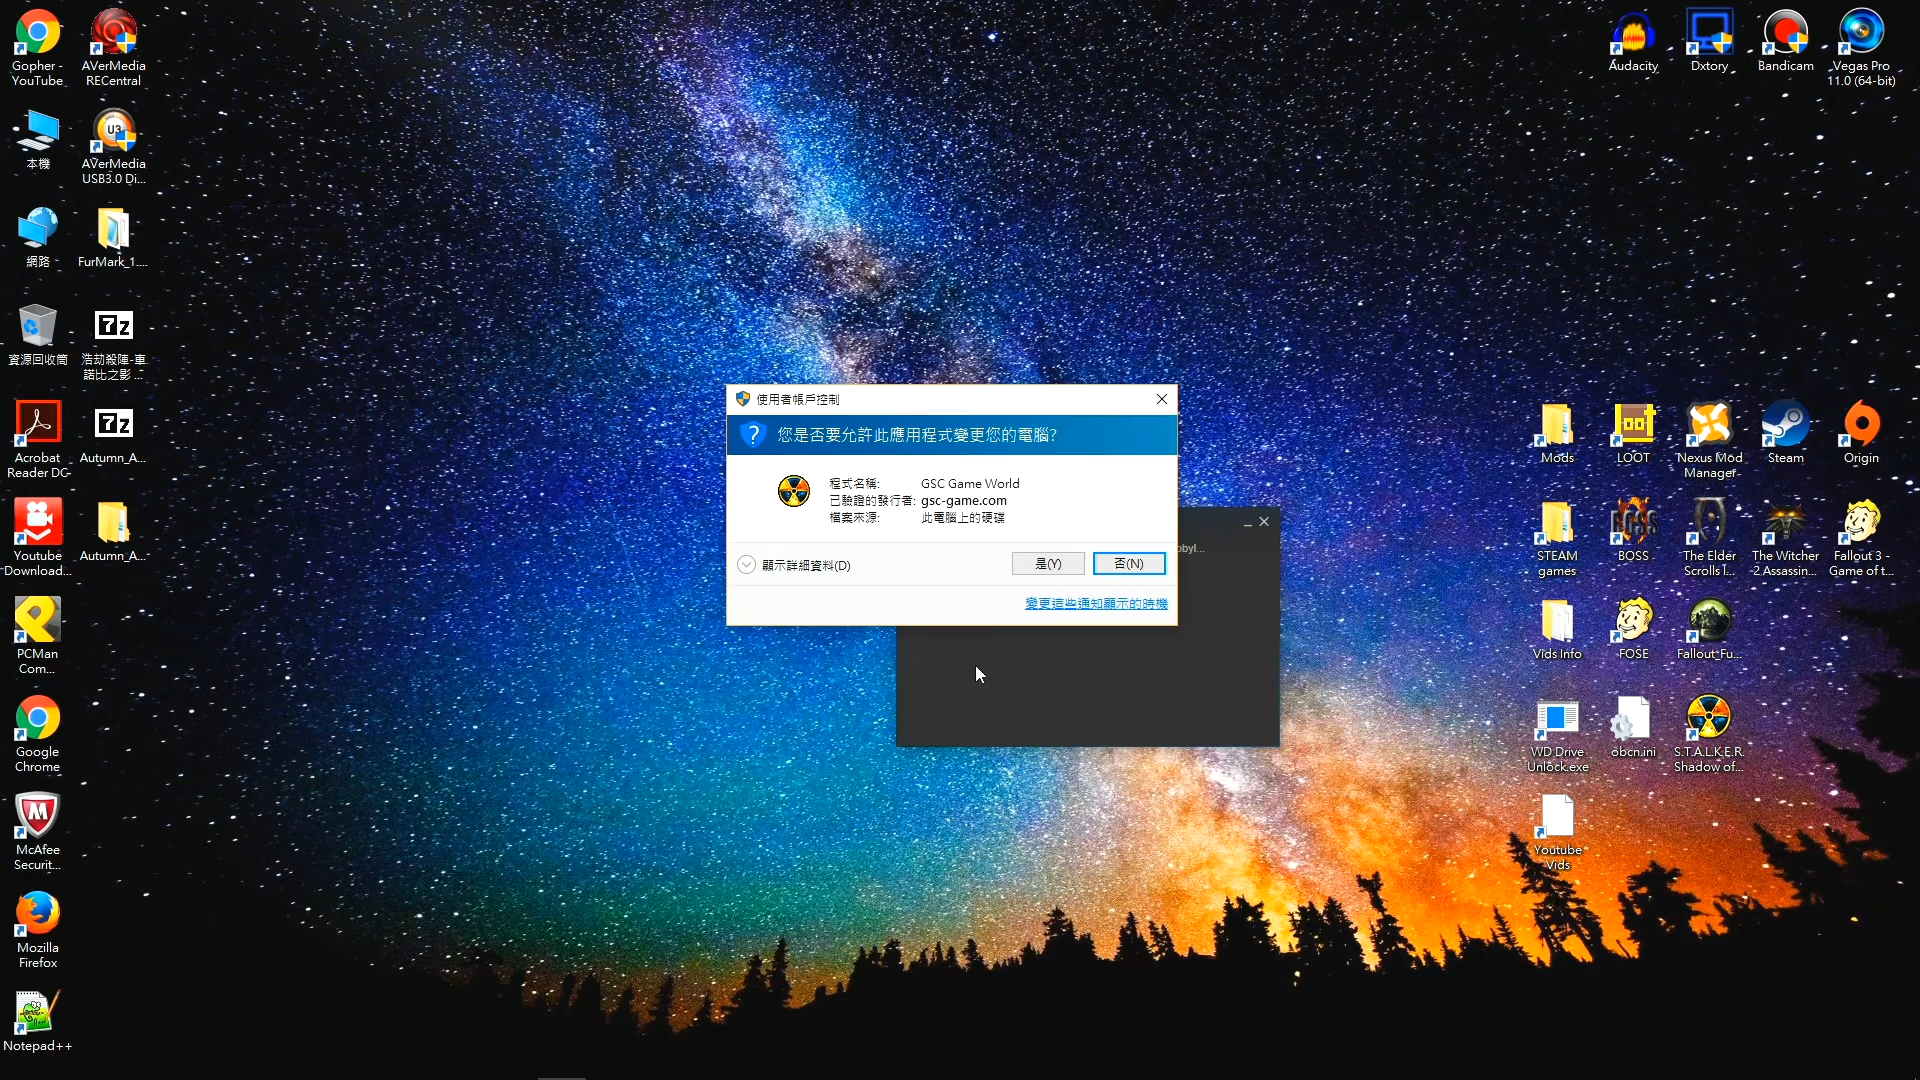 Gopher -
YouTube
AVerMedia
RECentral
本機
AVerMedia
USB3.0 Di...
網路
FurMark_1....
資源回收筒
浩劫殺陣-車
諾比之影 ...
Acrobat
Reader DC
Autumn_A...
Youtube
Download...
Autumn_A...
PCMan
Com...
Google
Chrome
McAfee
Securit...
Mozilla
Firefox
Notepad++
Audacity
Dxtory
Bandicam
Vegas Pro
11.0 (64-bit)
使用者帳戶控制
您是否要允許此應用程式變更您的電腦?
程式名稱: GSC Game World
已驗證的發行者: gsc-game.com
檔案來源: 此電腦上的硬碟
顯示詳細資料(D)
是(Y)
否(N)
變更這些通知顯示的時機
obyl...
Mods
LOOT
Nexus Mod
Manager
Steam
Origin
STEAM
games
BOSS
The Elder
Scrolls I...
The Witcher
2 Assassin...
Fallout 3 -
Game of t...
Vids Info
FOSE
Fallout_Fu...
WD Drive
Unlock.exe
obcn.ini
S.T.A.L.K.E.R.
Shadow of...
Youtube
Vids